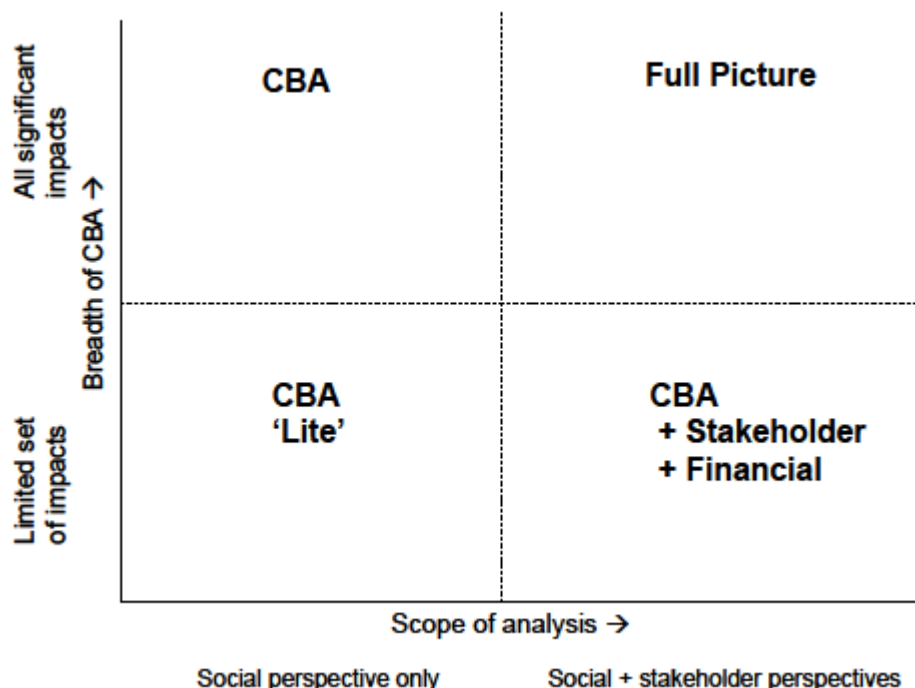 All significant
impacts
Breadth of CBA →
Limited set
of impacts
CBA
Full Picture
CBA
‘Lite’
CBA
+ Stakeholder
+ Financial
Scope of analysis →
Social perspective only
Social + stakeholder perspectives